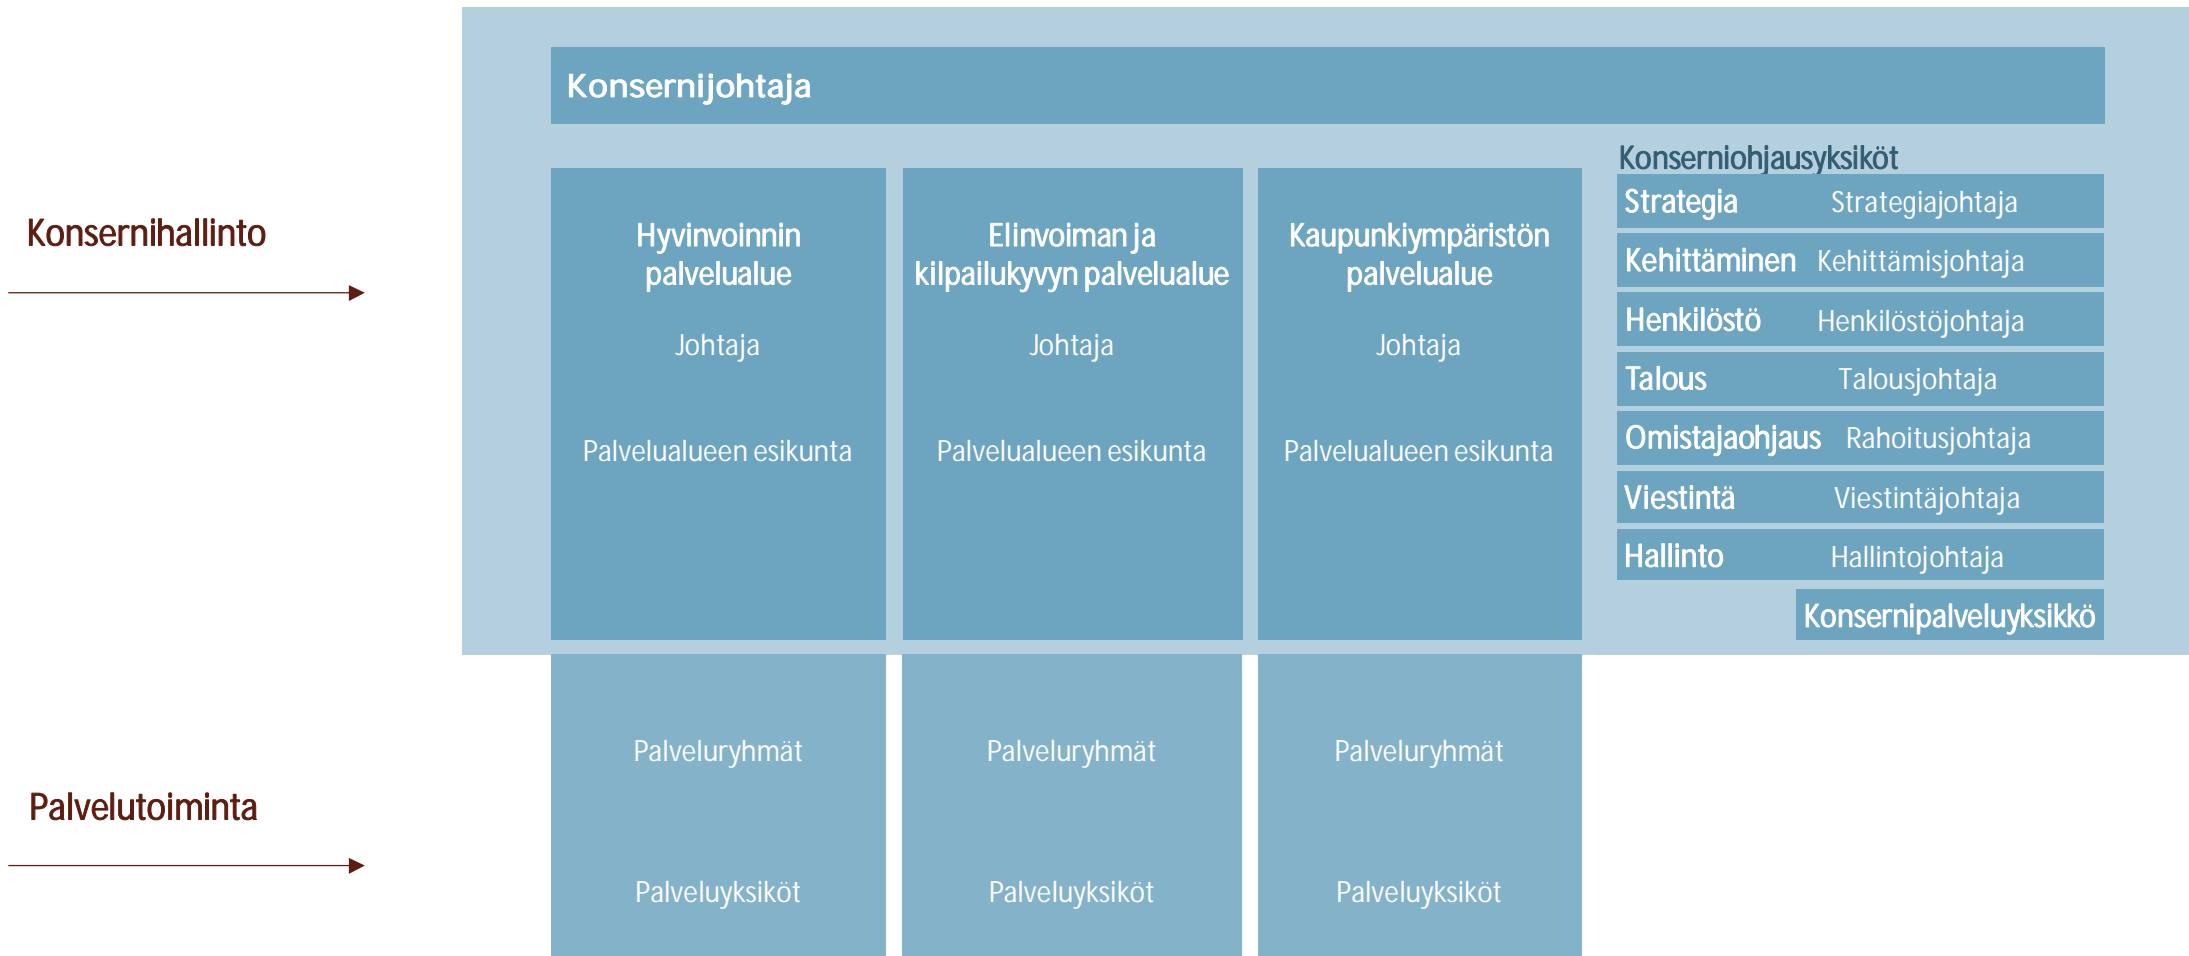 Konsernijohtaja
Konsernihallinto
Hyvinvoinnin
palvelualue
Johtaja
Palvelualueen esikunta
Elinvoiman ja
kilpailukyvyn palvelualue
Johtaja
Palvelualueen esikunta
Kaupunkiympäristön
palvelualue
Johtaja
Palvelualueen esikunta
Konserniohjausyksiköt
Strategia Strategiajohtaja
Kehittäminen Kehittämisjohtaja
Henkilöstö Henkilöstöjohtaja
Talous Talousjohtaja
Omistajaohjaus Rahoitusjohtaja
Viestintä Viestintäjohtaja
Hallinto Hallintojohtaja
Konsernipalveluyksikkö
Palvelutoiminta
Palveluryhmät
Palveluyksiköt
Palveluryhmät
Palveluyksiköt
Palveluryhmät
Palveluyksiköt